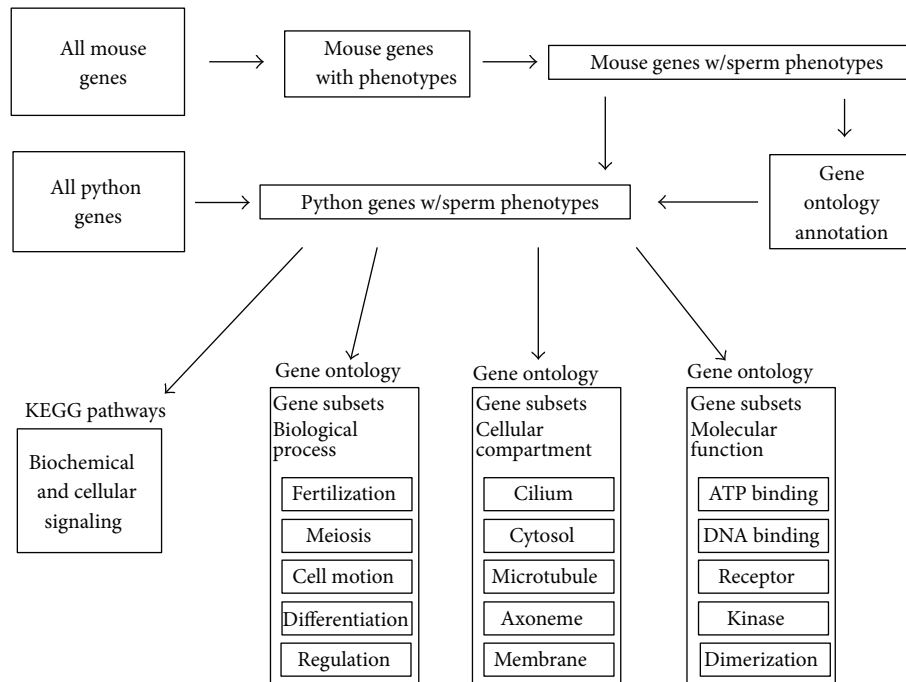 All mouse
genes
Mouse genes
with phenotypes
Mouse genes w/sperm phenotypes
All python
genes
Python genes w/sperm phenotypes
Gene
ontology
annotation
KEGG pathways
Biochemical
and cellular
signaling
Gene ontology
Gene subsets
Biological
process
Fertilization
Meiosis
Cell motion
Differentiation
Regulation
Gene ontology
Gene subsets
Cellular
compartment
Cilium
Cytosol
Microtubule
Axoneme
Membrane
Gene ontology
Gene subsets
Molecular
function
ATP binding
DNA binding
Receptor
Kinase
Dimerization